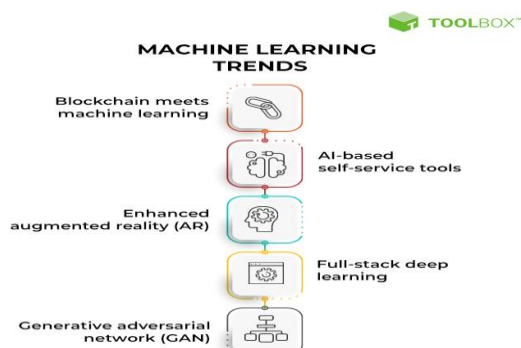 TOOLBOX™
MACHINE LEARNING
TRENDS
Blockchain meets
machine learning
AI-based
self-service tools
Enhanced
augmented reality (AR)
Full-stack deep
learning
Generative adversarial
network (GAN)